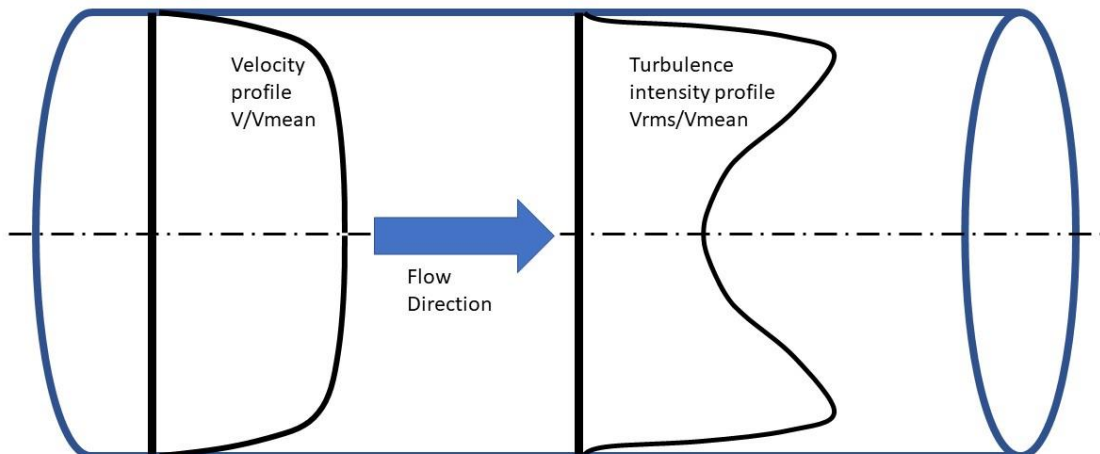 Velocity
profile
V/Vmean
Turbulence
intensity profile
Vrms/Vmean
Flow
Direction